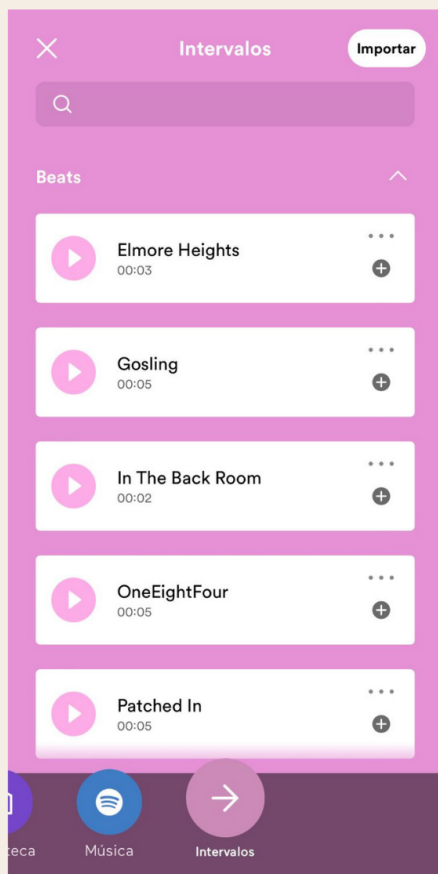 Intervalos
Importar
Beats
Elmore Heights
00:03
Gosling
00:05
In The Back Room
00:02
OneEightFour
00:05
Patched In
00:05
teca
Música
Intervalos